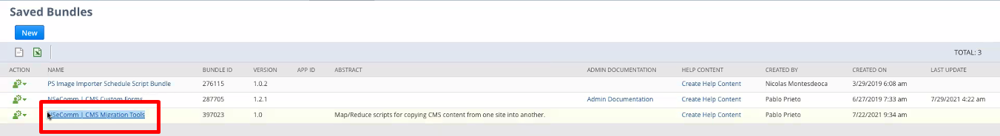 Saved Bundles
New
TOTAL: 3
ACTION NAME BUNDLE ID VERSION APP ID ABSTRACT ADMIN DOCUMENTATION HELP CONTENT CREATED BY CREATED ON LAST UPDATE
PS Image Importer Schedule Script Bundle 276115 1.0.2 Create Help Content Nicolas Montesdeoca 3/29/2019 6:08 am
NSeComm | CMS Custom Forms 287705 1.2.1 Admin Documentation Create Help Content Pablo Prieto 6/27/2019 7:33 am 7/29/2021 4:22 am
NSeComm | CMS Migration Tools 397023 1.0 Map/Reduce scripts for copying CMS content from one site into another. Create Help Content Pablo Prieto 7/22/2021 9:34 am